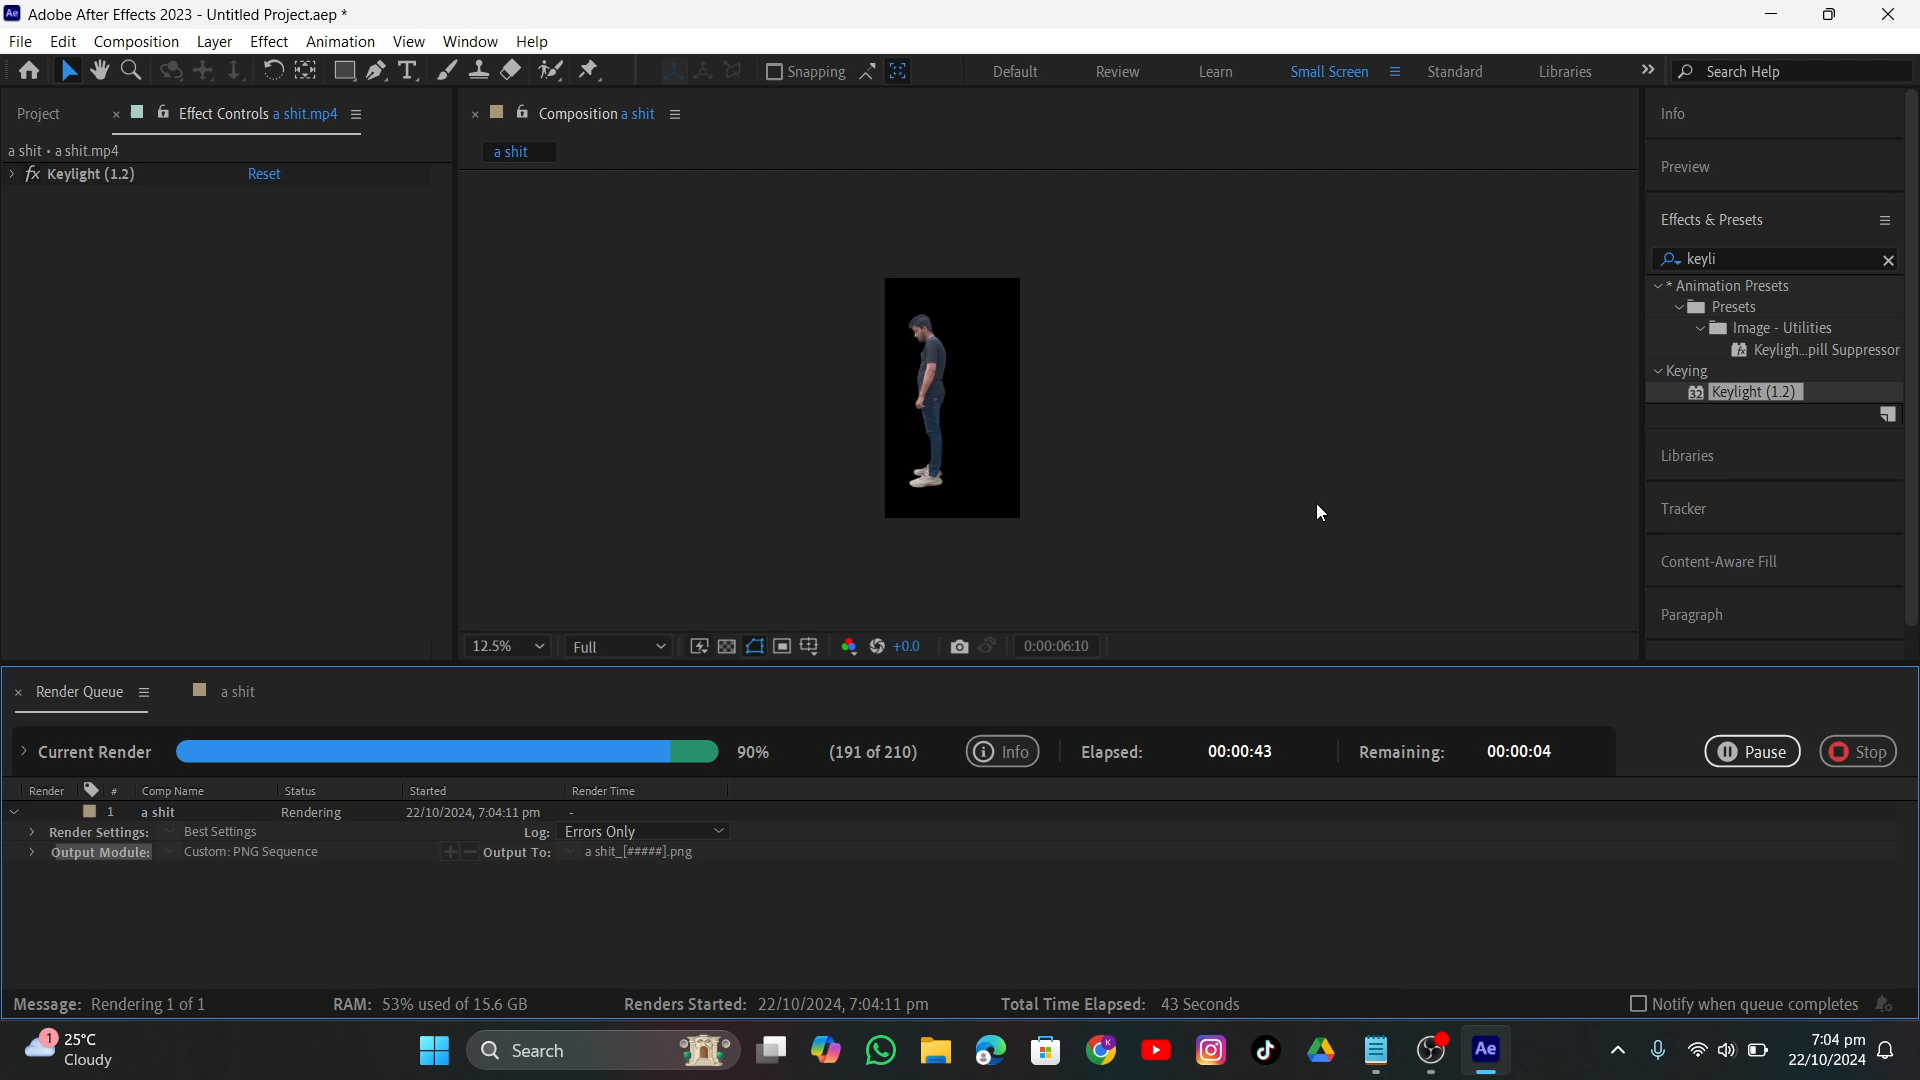 Ae Adobe After Effects 2023 - Untitled Project.aep *
File Edit Composition Layer Effect Animation View Window Help
Snapping Default Review Learn Small Screen Standard Libraries Search Help
Project Effect Controls a shit.mp4
a shit • a shit.mp4
fx Keylight (1.2) Reset
Composition a shit
a shit
Info
Preview
Effects & Presets
keyli
* Animation Presets
Presets
Image - Utilities
Keyligh...pill Suppressor
Keying
32 Keylight (1.2)
Libraries
Tracker
Content-Aware Fill
Paragraph
12.5% Full +0.0 0:00:06:10
Render Queue a shit
Current Render 90% (191 of 210) Info Elapsed: 00:00:43 Remaining: 00:00:04 Pause Stop
Render # Comp Name Status Started Render Time
1 a shit Rendering 22/10/2024, 7:04:11 pm -
Render Settings: Best Settings Log: Errors Only
Output Module: Custom: PNG Sequence Output To: a shit_[#####].png
Message: Rendering 1 of 1 RAM: 53% used of 15.6 GB Renders Started: 22/10/2024, 7:04:11 pm Total Time Elapsed: 43 Seconds Notify when queue completes
1 25°C
Cloudy
Search
K
Ae
7:04 pm
22/10/2024